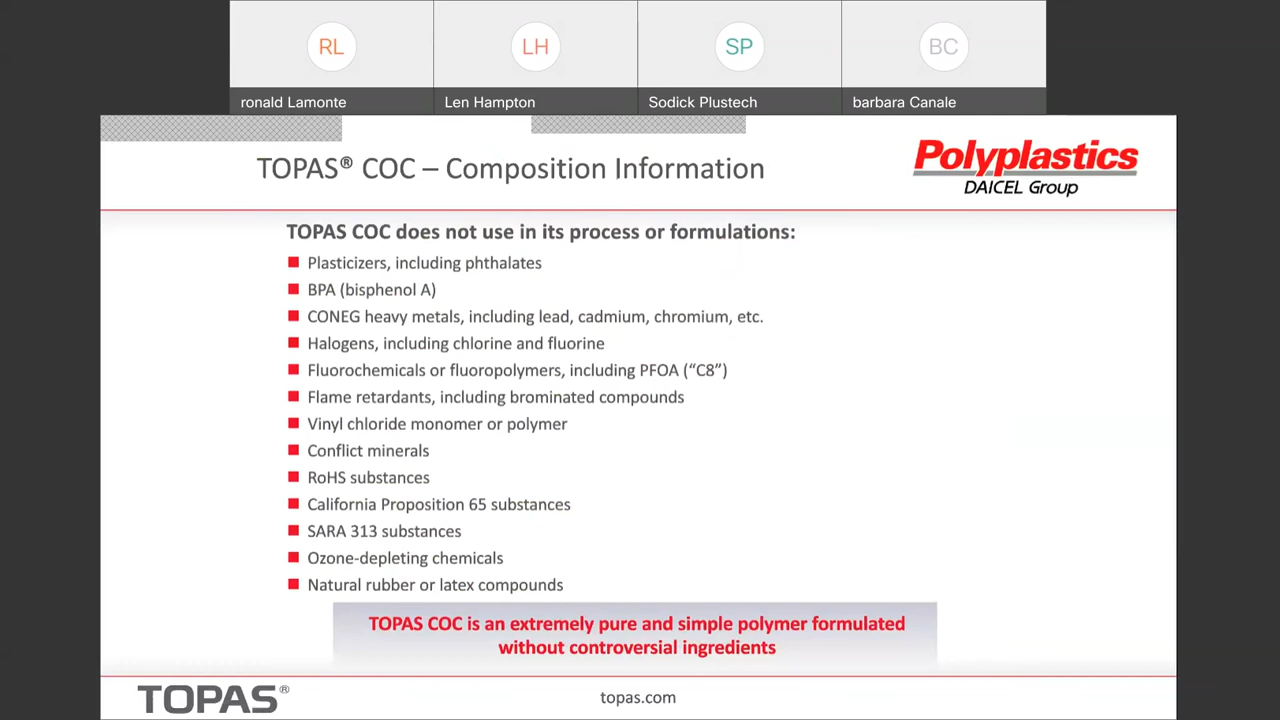 RL
LH
SP
BC
ronald Lamonte
Len Hampton
Sodick Plustech
barbara Canale
TOPAS® COC – Composition Information
Polyplastics
DAICEL Group
TOPAS COC does not use in its process or formulations:
Plasticizers, including phthalates
BPA (bisphenol A)
CONEG heavy metals, including lead, cadmium, chromium, etc.
Halogens, including chlorine and fluorine
Fluorochemicals or fluoropolymers, including PFOA (“C8”)
Flame retardants, including brominated compounds
Vinyl chloride monomer or polymer
Conflict minerals
RoHS substances
California Proposition 65 substances
SARA 313 substances
Ozone-depleting chemicals
Natural rubber or latex compounds
TOPAS COC is an extremely pure and simple polymer formulated
without controversial ingredients
TOPAS®
topas.com